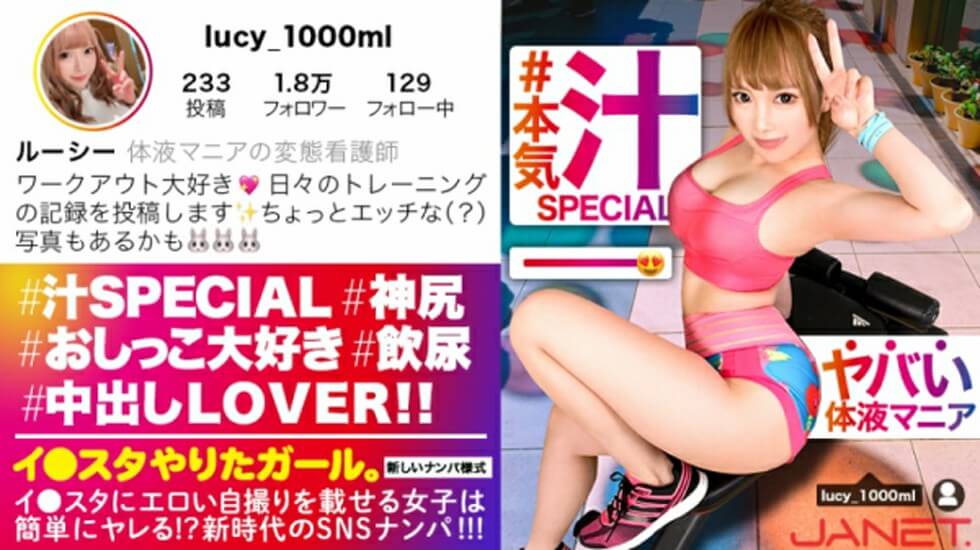 lucy_1000ml
233 1.8万 129
投稿 フォロワー フォロー中
ルーシー 体液マニアの変態看護師
ワークアウト大好き💖 日々のトレーニング
の記録を投稿します✨ちょっとエッチな(?)
写真もあるかも🐰🐰🐰
#汁SPECIAL #神尻
#おしっこ大好き #飲尿
#中出しLOVER!!
イ●スタやりたガール。 新しいナンパ様式
イ●スタにエロい自撮りを載せる女子は
簡単にヤレる!?新時代のSNSナンパ!!!
#本気
汁
SPECIAL
ヤバい
体液マニア
lucy_1000ml
JANET.